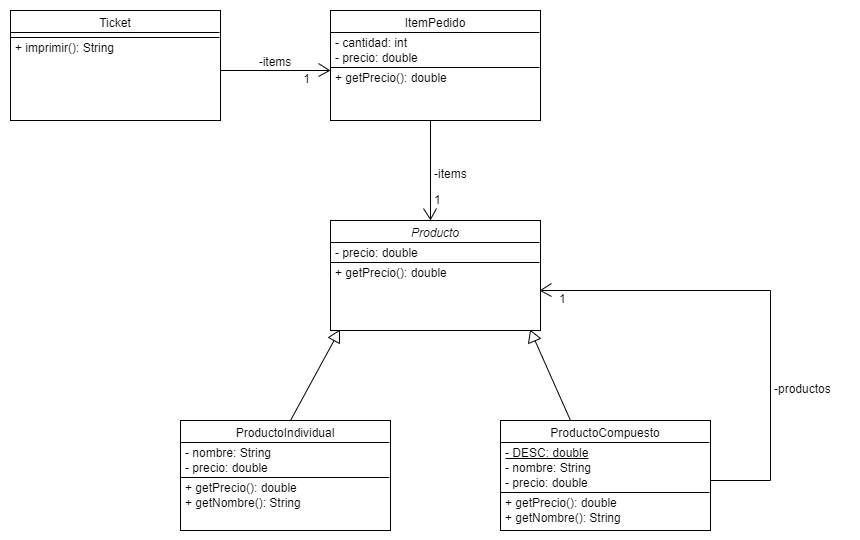 Ticket
+ imprimir(): String
-items
1
ItemPedido
- cantidad: int
- precio: double
+ getPrecio(): double
-items
1
Producto
- precio: double
+ getPrecio(): double
1
-productos
ProductoIndividual
- nombre: String
- precio: double
+ getPrecio(): double
+ getNombre(): String
ProductoCompuesto
- DESC: double
- nombre: String
- precio: double
+ getPrecio(): double
+ getNombre(): String